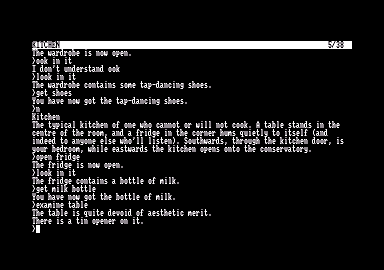 KITCHEN 5/38
The wardrobe is now open.
>ook in it
I don't understand ook
>look in it
The wardrobe contains some tap-dancing shoes.
>get shoes
You have now got the tap-dancing shoes.
>n
Kitchen
The typical kitchen of one who cannot or will not cook. A table stands in the
centre of the room, and a fridge in the corner hums quietly to itself (and
indeed to anyone else who'll listen). Southwards, through the kitchen door, is
your bedroom, while eastwards the kitchen opens onto the conservatory.
>open fridge
The fridge is now open.
>look in it
The fridge contains a bottle of milk.
>get milk bottle
You have now got the bottle of milk.
>examine table
The table is quite devoid of aesthetic merit.
There is a tin opener on it.
>